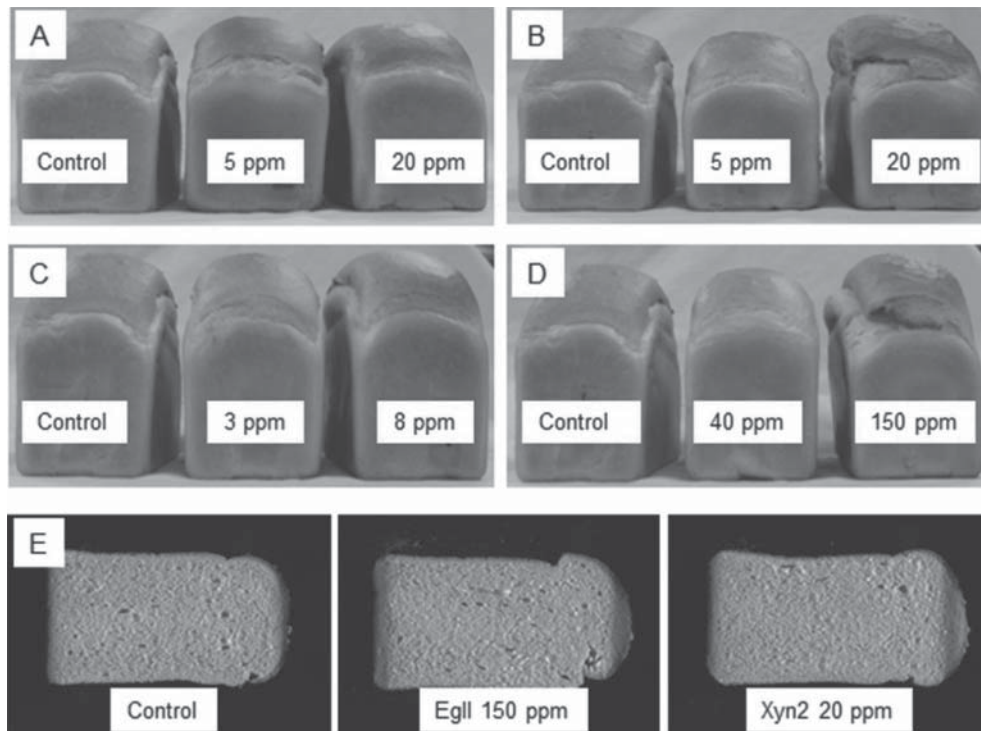 A
Control
5 ppm
20 ppm
B
Control
5 ppm
20 ppm
C
Control
3 ppm
8 ppm
D
Control
40 ppm
150 ppm
E
Control
EgII 150 ppm
Xyn2 20 ppm